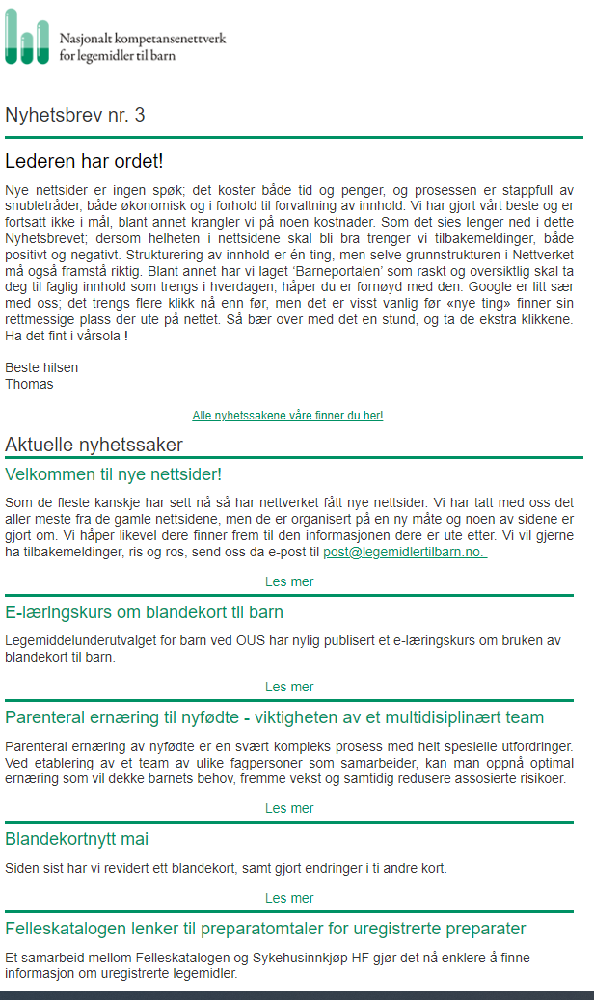 Nasjonalt kompetansenettverk
for legemidler til barn
Nyhetsbrev nr. 3
Lederen har ordet!
Nye nettsider er ingen spøk; det koster både tid og penger, og prosessen er stappfull av
snubletråder, både økonomisk og i forhold til forvaltning av innhold. Vi har gjort vårt beste og er
fortsatt ikke i mål, blant annet krangler vi på noen kostnader. Som det sies lenger ned i dette
Nyhetsbrevet; dersom helheten i nettsidene skal bli bra trenger vi tilbakemeldinger, både
positivt og negativt. Strukturering av innhold er én ting, men selve grunnstrukturen i Nettverket
må også framstå riktig. Blant annet har vi laget ‘Barneportalen’ som raskt og oversiktlig skal ta
deg til faglig innhold som trengs i hverdagen; håper du er fornøyd med den. Google er litt sær
med oss; det trengs flere klikk nå enn før, men det er visst vanlig før «nye ting» finner sin
rettmessige plass der ute på nettet. Så bær over med det en stund, og ta de ekstra klikkene.
Ha det fint i vårsola !
Beste hilsen
Thomas
Alle nyhetssakene våre finner du her!
Aktuelle nyhetssaker
Velkommen til nye nettsider!
Som de fleste kanskje har sett nå så har nettverket fått nye nettsider. Vi har tatt med oss det
aller meste fra de gamle nettsidene, men de er organisert på en ny måte og noen av sidene er
gjort om. Vi håper likevel dere finner frem til den informasjonen dere er ute etter. Vi vil gjerne
ha tilbakemeldinger, ris og ros, send oss da e-post til post@legemidlertilbarn.no.
Les mer
E-læringskurs om blandekort til barn
Legemiddelunderutvalget for barn ved OUS har nylig publisert et e-læringskurs om bruken av
blandekort til barn.
Les mer
Parenteral ernæring til nyfødte - viktigheten av et multidisiplinært team
Parenteral ernæring av nyfødte er en svært kompleks prosess med helt spesielle utfordringer.
Ved etablering av et team av ulike fagpersoner som samarbeider, kan man oppnå optimal
ernæring som vil dekke barnets behov, fremme vekst og samtidig redusere assosierte risikoer.
Les mer
Blandekortnytt mai
Siden sist har vi revidert ett blandekort, samt gjort endringer i ti andre kort.
Les mer
Felleskatalogen lenker til preparatomtaler for uregistrerte preparater
Et samarbeid mellom Felleskatalogen og Sykehusinnkjøp HF gjør det nå enklere å finne
informasjon om uregistrerte legemidler.